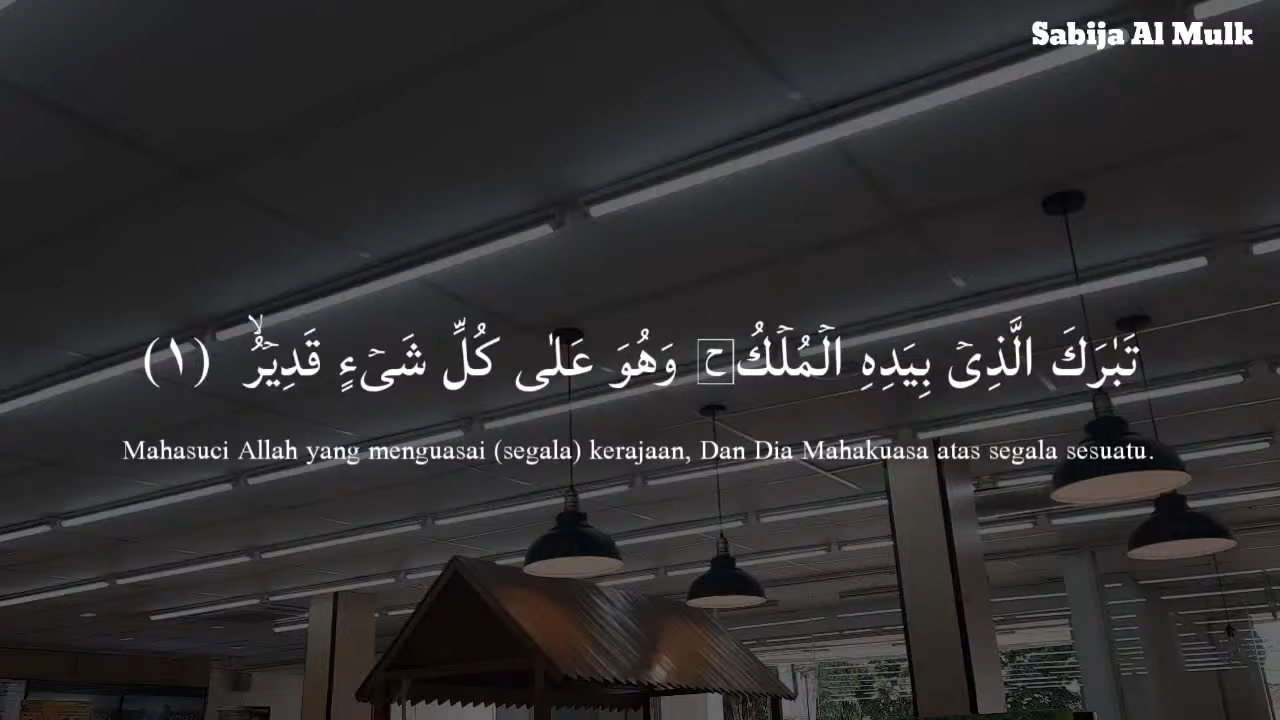 Sabija Al Mulk
تَبٰرَكَ الَّذِىْ بِيَدِهِ الْمُلْكُ ۖ وَهُوَ عَلٰى كُلِّ شَىْءٍ قَدِيْرٌۙ (١)
Mahasuci Allah yang menguasai (segala) kerajaan, Dan Dia Mahakuasa atas segala sesuatu.